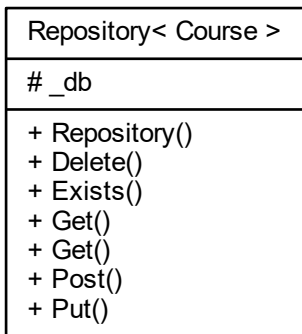 Repository< Course >
# _db
+ Repository()
+ Delete()
+ Exists()
+ Get()
+ Get()
+ Post()
+ Put()